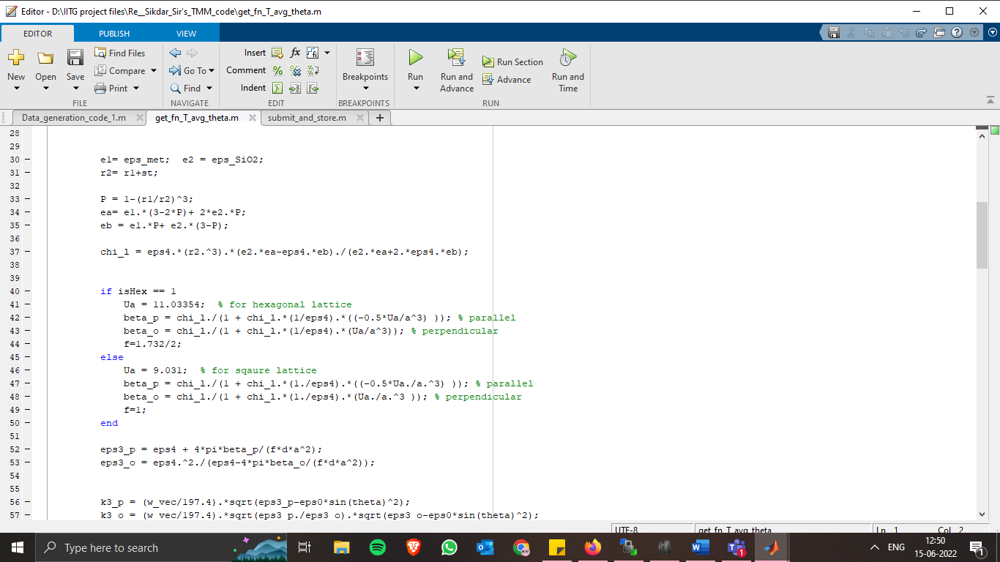 Editor - D:\IITG project files\Re__Sikdar_Sir's_TMM_code\get_fn_T_avg_theta.m
EDITOR PUBLISH VIEW
New Open Save Find Files Compare Print
FILE
Go To Find
NAVIGATE
Insert fx
Comment %
Indent
EDIT
Breakpoints
BREAKPOINTS
Run Run and Advance Run Section Advance Run and Time
RUN
Data_generation_code_1.m get_fn_T_avg_theta.m submit_and_store.m +
28
29
30 – e1= eps_met;  e2 = eps_SiO2;
31 – r2= r1+st;
32
33 – P = 1-(r1/r2)^3;
34 – ea= e1.*(3-2*P)+ 2*e2.*P;
35 – eb = e1.*P+ e2.*(3-P);
36
37 – chi_1 = eps4.*(r2.^3).*(e2.*ea-eps4.*eb)./(e2.*ea+2.*eps4.*eb);
38
39
40 – if isHex == 1
41 – Ua = 11.03354;  % for hexagonal lattice
42 – beta_p = chi_1./(1 + chi_1.*(1/eps4).*((-0.5*Ua/a^3) )); % parallel
43 – beta_o = chi_1./(1 + chi_1.*(1/eps4).*(Ua/a^3)); % perpendicular
44 – f=1.732/2;
45 – else
46 – Ua = 9.031;  % for sqaure lattice
47 – beta_p = chi_1./(1 + chi_1.*(1./eps4).*((-0.5*Ua./a.^3) )); % parallel
48 – beta_o = chi_1./(1 + chi_1.*(1./eps4).*(Ua./a.^3 )); % perpendicular
49 – f=1;
50 – end
51
52 – eps3_p = eps4 + 4*pi*beta_p/(f*d*a^2);
53 – eps3_o = eps4.^2./(eps4-4*pi*beta_o/(f*d*a^2));
54
55
56 – k3_p = (w_vec/197.4).*sqrt(eps3_p-eps0*sin(theta)^2);
57 – k3_o = (w_vec/197.4).*sqrt(eps3_p./eps3_o).*sqrt(eps3_o-eps0*sin(theta)^2);
UTF-8 get_fn_T_avg_theta Ln 1 Col 2
Type here to search
ENG
12:50
15-06-2022
1
1